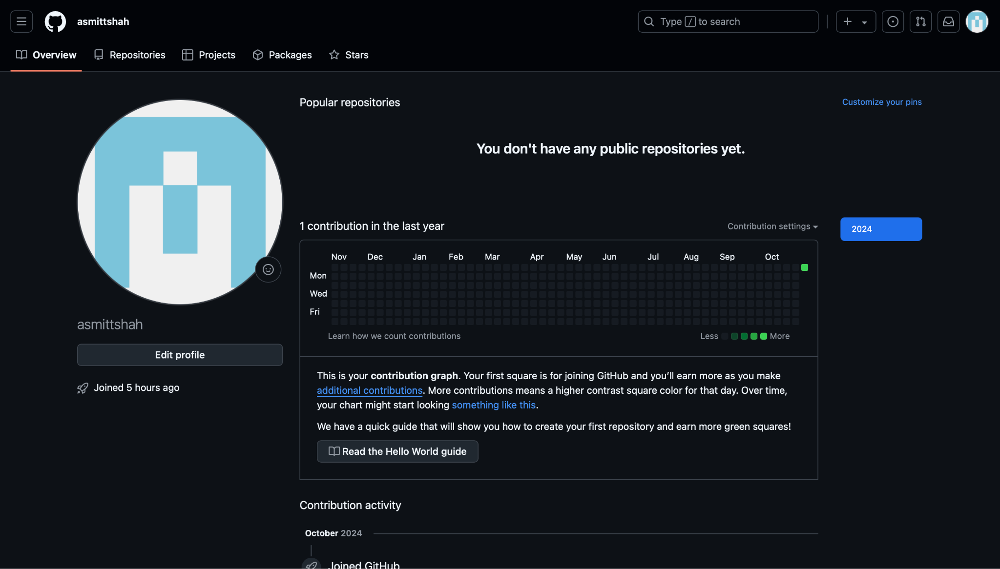 asmittshah
Type / to search
Overview
Repositories
Projects
Packages
Stars
Popular repositories
Customize your pins
You don't have any public repositories yet.
1 contribution in the last year
Contribution settings
2024
Nov Dec Jan Feb Mar Apr May Jun Jul Aug Sep Oct
Mon
Wed
Fri
Learn how we count contributions
Less
More
asmittshah
Edit profile
Joined 5 hours ago
This is your contribution graph. Your first square is for joining GitHub and you’ll earn more as you make
additional contributions. More contributions means a higher contrast square color for that day. Over time,
your chart might start looking something like this.
We have a quick guide that will show you how to create your first repository and earn more green squares!
Read the Hello World guide
Contribution activity
October 2024
Joined GitHub